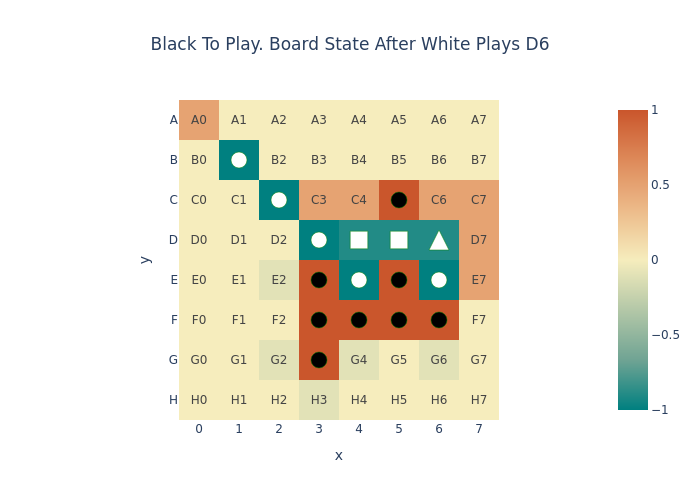 Black To Play. Board State After White Plays D6
A A0 A1 A2 A3 A4 A5 A6 A7
B B0 B2 B3 B4 B5 B6 B7
C C0 C1 C3 C4 C6 C7
D D0 D1 D2 D7
E E0 E1 E2 E7
F F0 F1 F2 F7
G G0 G1 G2 G4 G5 G6 G7
H H0 H1 H2 H3 H4 H5 H6 H7
0 1 2 3 4 5 6 7
x
y
1
0.5
0
−0.5
−1